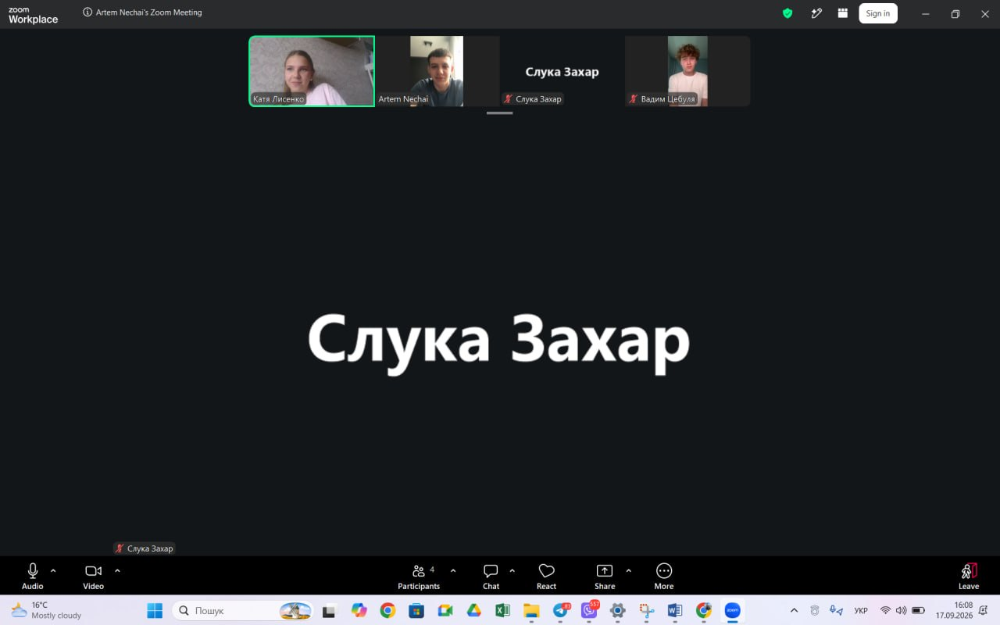 zoom
Workplace
Artem Nechai's Zoom Meeting
Sign in
Катя Лисенко
Artem Nechai
Слука Захар
Слука Захар
Вадим Цебуля
Слука Захар
Слука Захар
Audio
Video
Participants
4
Chat
React
Share
More
Leave
16°C
Mostly cloudy
Пошук
557
zoom
УКР
16:08
17.09.2026